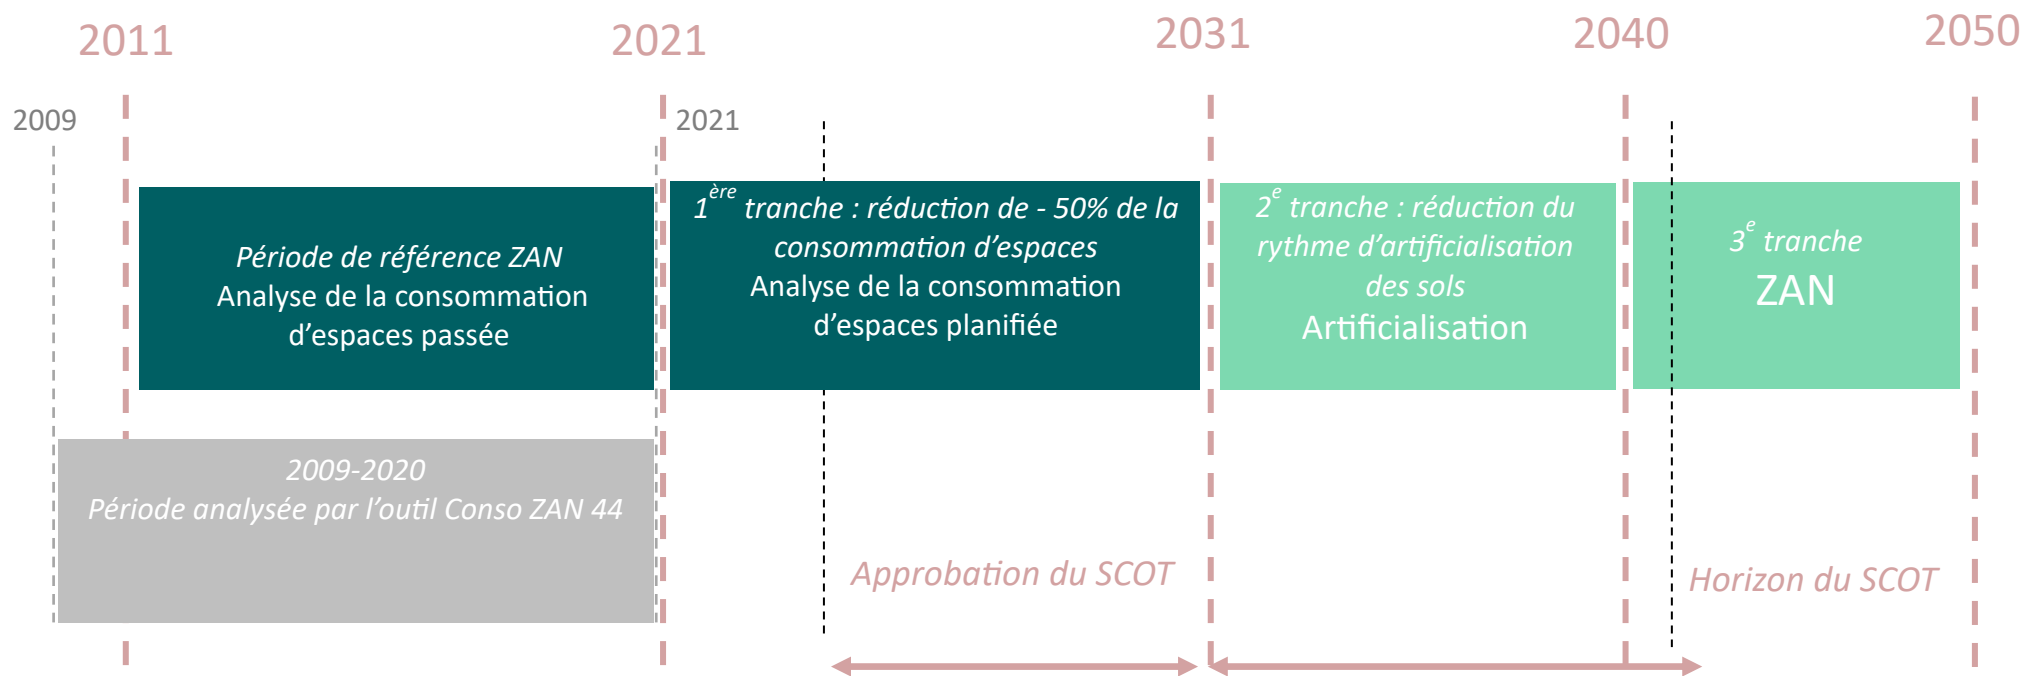 2011
2021
2031
2040
2050
2009
2021
Période de référence ZAN
Analyse de la consommation
d’espaces passée
1ère tranche : réduction de - 50% de la
consommation d’espaces
Analyse de la consommation
d’espaces planifiée
2e tranche : réduction du
rythme d’artificialisation
des sols
Artificialisation
3e tranche
ZAN
2009-2020
Période analysée par l’outil Conso ZAN 44
Approbation du SCOT
Horizon du SCOT